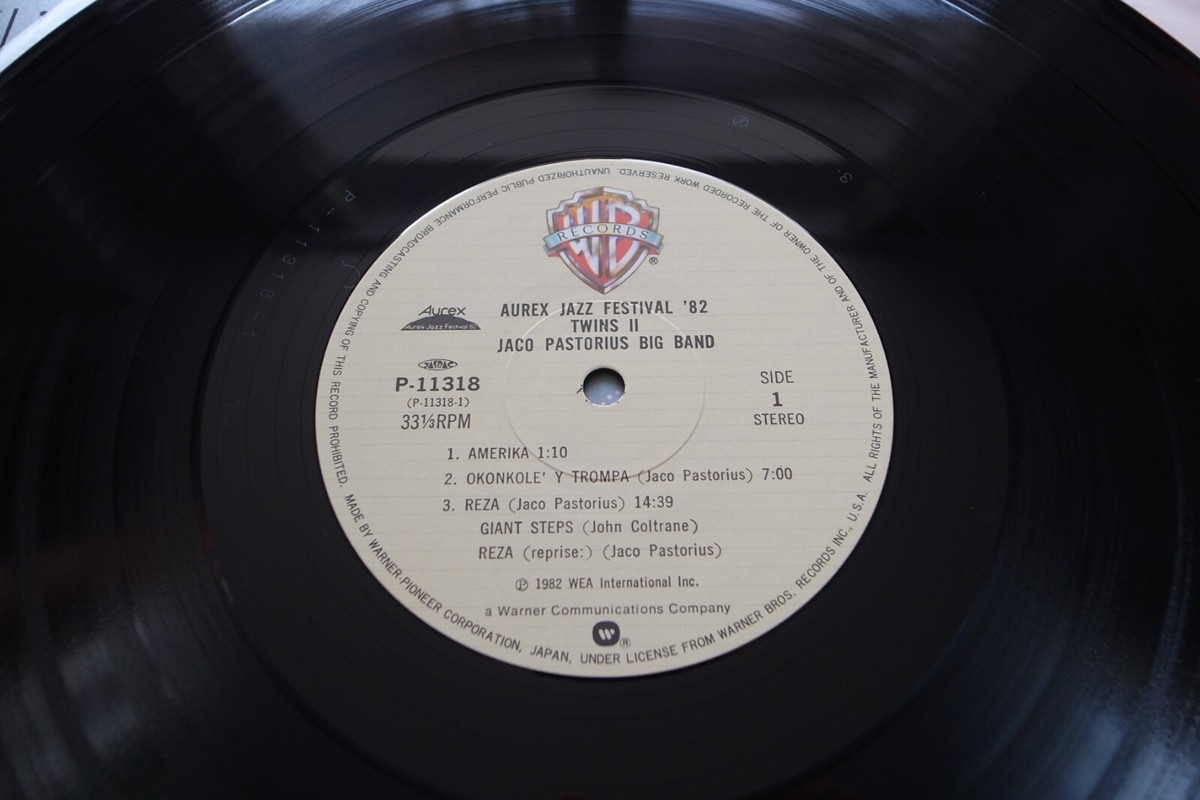 WB
RECORDS
®
AUREX JAZZ FESTIVAL '82
TWINS II
JACO PASTORIUS BIG BAND
Aurex
Aurex Jazz Festival 82
JASRAC
P-11318
(P-11318-1)
33⅓RPM
SIDE
1
STEREO
1. AMERIKA 1:10
2. OKONKOLE' Y TROMPA (Jaco Pastorius) 7:00
3. REZA (Jaco Pastorius) 14:39
GIANT STEPS (John Coltrane)
REZA (reprise:) (Jaco Pastorius)
Ⓟ 1982 WEA International Inc.
a Warner Communications Company
®
MADE BY WARNER-PIONEER CORPORATION, JAPAN, UNDER LICENSE FROM WARNER BROS. RECORDS INC., U.S.A. ALL RIGHTS OF THE MANUFACTURER AND OF THE OWNER OF THE RECORDED WORK RESERVED. UNAUTHORIZED PUBLIC PERFORMANCE BROADCASTING AND COPYING OF THIS RECORD PROHIBITED.
P-11318-1